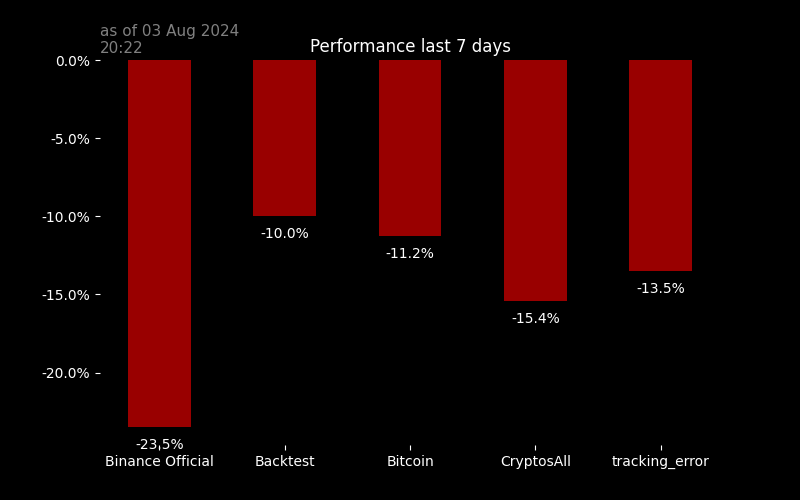 as of 03 Aug 2024
20:22
Performance last 7 days
0.0%
-5.0%
-10.0%
-15.0%
-20.0%
-23.5%
-10.0%
-11.2%
-15.4%
-13.5%
Binance Official
Backtest
Bitcoin
CryptosAll
tracking_error